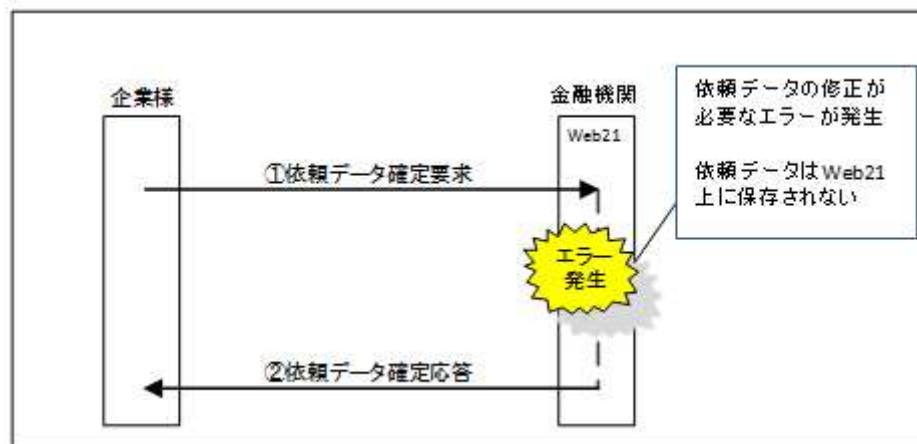 企業様
金融機関
Web21
依頼データの修正が
必要なエラーが発生
依頼データはWeb21
上に保存されない
①依頼データ確定要求
エラー
発生
②依頼データ確定応答